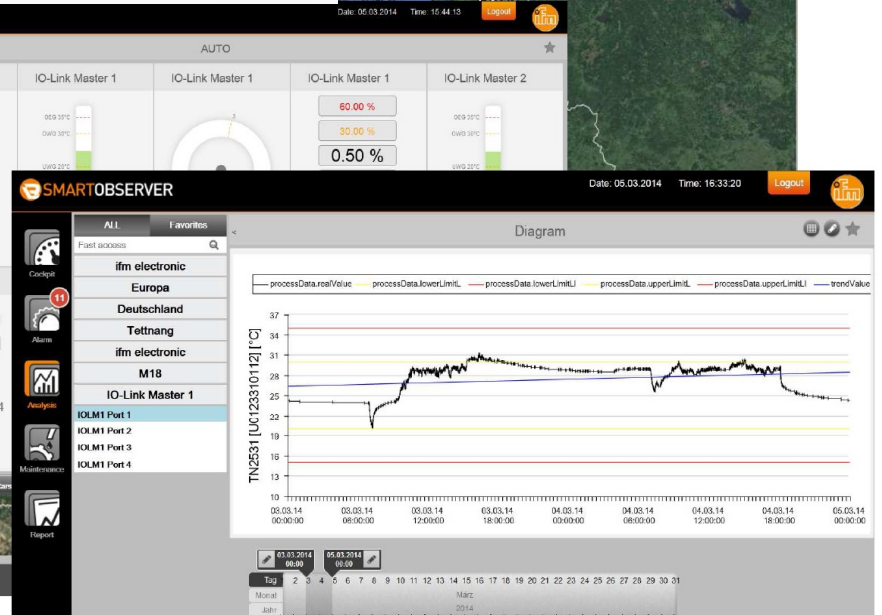 Date: 05.03.2014 Time: 15:44:13 Logout ifm
AUTO
IO-Link Master 1 IO-Link Master 1 IO-Link Master 1 IO-Link Master 2
60.00 %
30.00 %
0.50 %
SMARTOBSERVER Date: 05.03.2014 Time: 16:33:20 Logout ifm
ALL Favorites
< Diagram
Fast access
Cockpit
ifm electronic
Europa
11
Deutschland
Tettnang
Alarm
ifm electronic
M18
IO-Link Master 1
Analysis
IOLM1 Port 1
IOLM1 Port 2
IOLM1 Port 3
IOLM1 Port 4
Maintenance
Report
processData.realValue processData.lowerLimitL processData.lowerLimitLl processData.upperLimitL processData.upperLimitLl trendValue
TN2531 [U0123310112] [°C]
37
34
31
28
25
22
19
16
13
10
03.03.14 03.03.14 03.03.14 03.03.14 04.03.14 04.03.14 04.03.14 04.03.14 05.03.14
00:00:00 06:00:00 12:00:00 18:00:00 00:00:00 06:00:00 12:00:00 18:00:00 00:00:00
03.03.2014 05.03.2014
00:00 00:00
Tag 2 3 4 5 6 7 8 9 10 11 12 13 14 15 16 17 18 19 20 21 22 23 24 25 26 27 28 29 30 31
Monat März
Jahr 2014